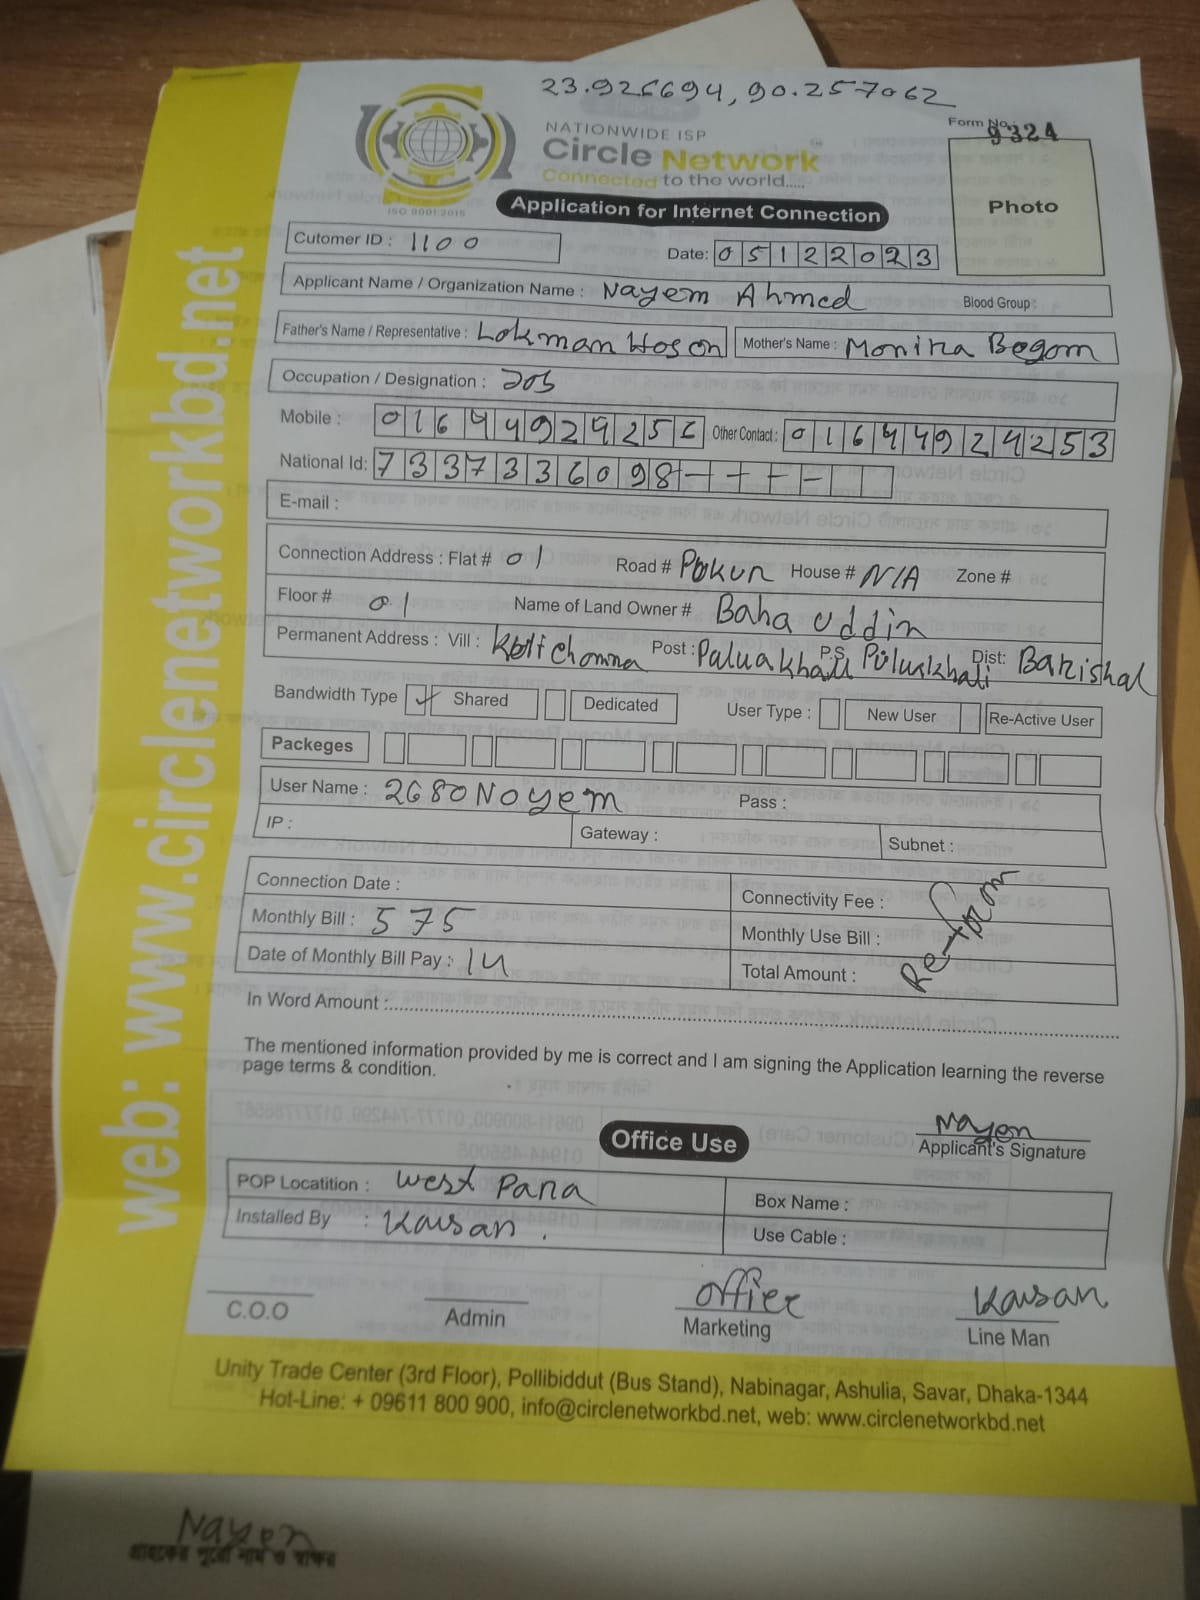 23.925694, 90.257062
Form No. 9324
NATIONWIDE ISP
Circle Network
Connected to the world.....
ISO 9001:2015
Application for Internet Connection
Photo
Cutomer ID : 1100
Date: 05122023
Applicant Name / Organization Name : Nayem Ahmed Blood Group :
Father's Name / Representative : Lokman Hoson Mother's Name : Monira Begom
Occupation / Designation : Job
Mobile : Other Contact : 01644924253
National Id: 7337336098
E-mail :
Connection Address : Flat # 01 Road # Pokur House # N/A Zone #
Floor # 01 Name of Land Owner # Baha uddin
Permanent Address : Vill : Post : P.S Dist: Barishal
Bandwidth Type Shared Dedicated User Type : New User Re-Active User
Packeges
User Name : 2680Noyem Pass :
IP : Gateway : Subnet :
Connection Date : Connectivity Fee :
Monthly Bill : 575 Monthly Use Bill :
Date of Monthly Bill Pay : 14 Total Amount :
In Word Amount :
The mentioned information provided by me is correct and I am signing the Application learning the reverse
page terms & condition.
Nayem
Applicant's Signature
Office Use
POP Locatition : West Para Box Name :
Installed By : Kawsan. Use Cable :
C.O.O Admin office Marketing Kawsan Line Man
Unity Trade Center (3rd Floor), Pollibiddut (Bus Stand), Nabinagar, Ashulia, Savar, Dhaka-1344
Hot-Line: + 09611 800 900, info@circlenetworkbd.net, web: www.circlenetworkbd.net
web: www.circlenetworkbd.net
Nayem
গ্রাহকের পুরো নাম ও স্বাক্ষর